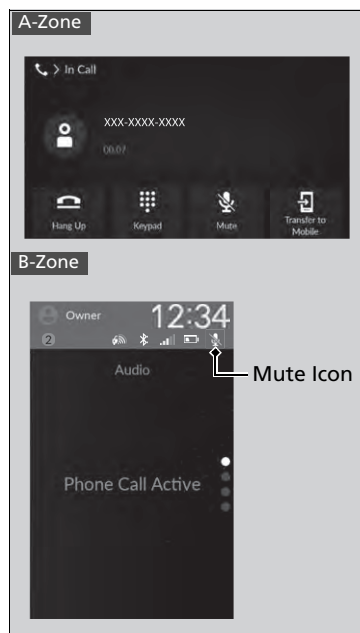 A-Zone
> In Call
XXX-XXXX-XXXX
00:07
Hang Up
Keypad
Mute
Transfer to
Mobile
B-Zone
Owner
12:34
2
Audio
Mute Icon
Phone Call Active